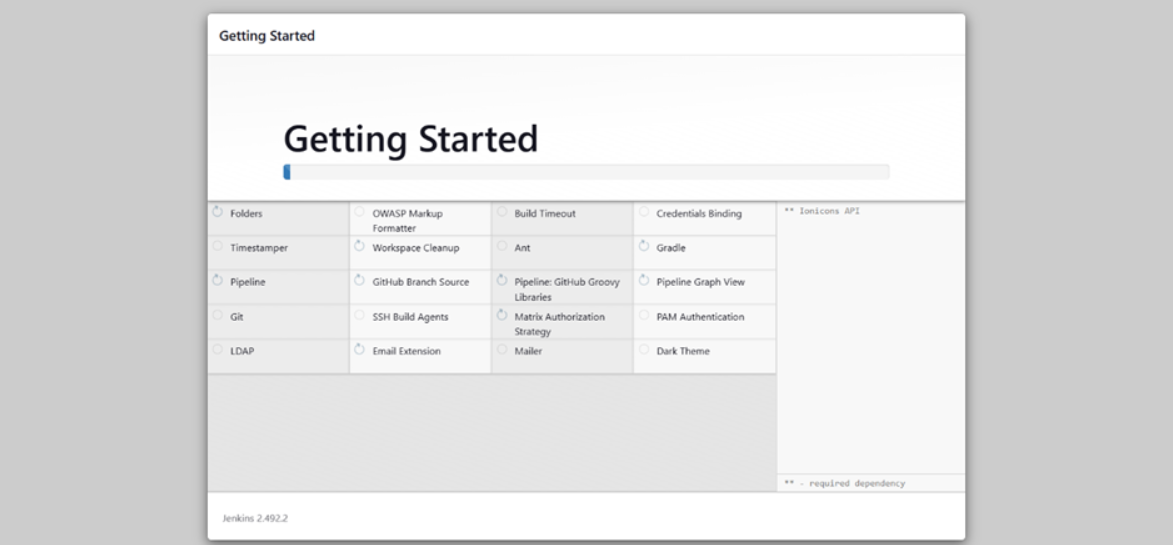 Getting Started
Getting Started
Folders
OWASP Markup
Formatter
Build Timeout
Credentials Binding
** Ionicons API
Timestamper
Workspace Cleanup
Ant
Gradle
Pipeline
GitHub Branch Source
Pipeline: GitHub Groovy
Libraries
Pipeline Graph View
Git
SSH Build Agents
Matrix Authorization
Strategy
PAM Authentication
LDAP
Email Extension
Mailer
Dark Theme
** - required dependency
Jenkins 2.492.2